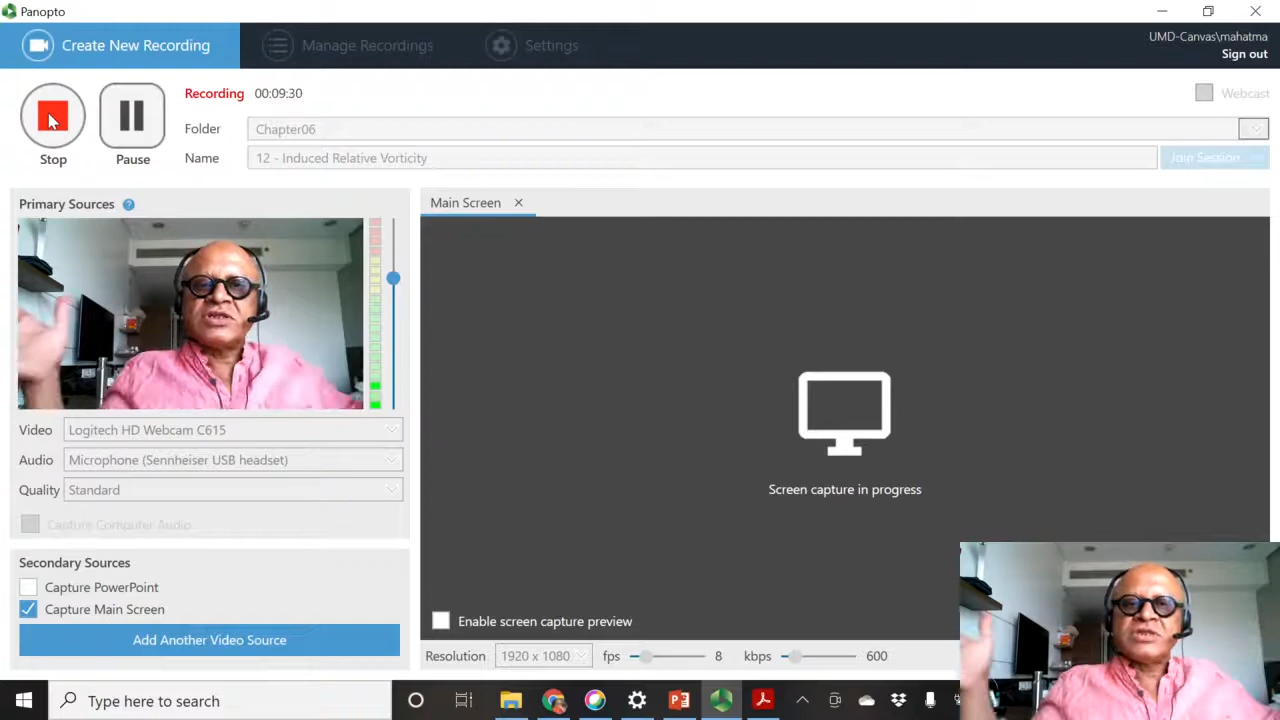 Panopto
Create New Recording
Manage Recordings
Settings
UMD-Canvas\mahatma
Sign out
Recording 00:09:30
Webcast
Folder Chapter06
Name 12 - Induced Relative Vorticity
Join Session
Stop
Pause
Primary Sources ?
Main Screen
Video Logitech HD Webcam C615
Audio Microphone (Sennheiser USB headset)
Quality Standard
Capture Computer Audio
Screen capture in progress
Secondary Sources
Capture PowerPoint
Capture Main Screen
Add Another Video Source
Enable screen capture preview
Resolution 1920 x 1080 fps 8 kbps 600
Type here to search